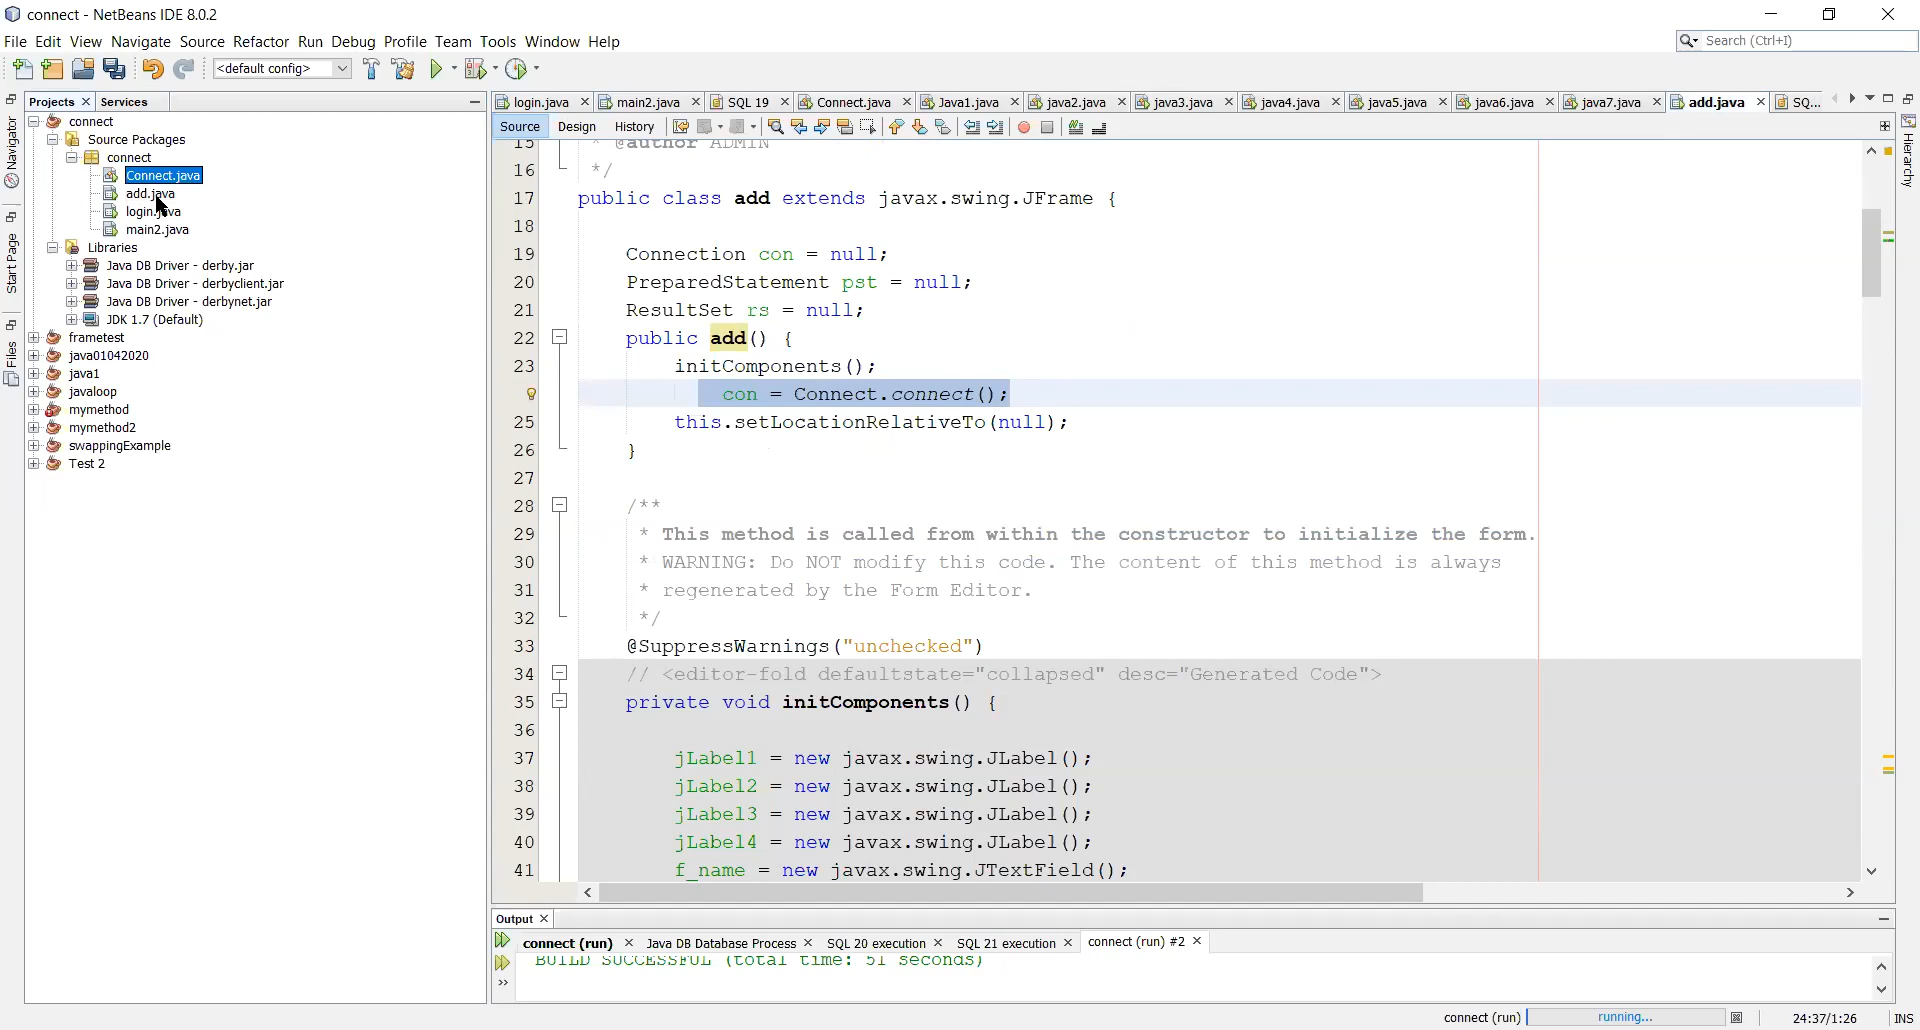 connect - NetBeans IDE 8.0.2
File Edit View Navigate Source Refactor Run Debug Profile Team Tools Window Help
Search (Ctrl+I)
<default config>
Projects Services
login.java main2.java SQL 19 Connect.java Java1.java java2.java java3.java java4.java java5.java java6.java java7.java add.java SQ...
Navigator
Start Page
Files
Hierarchy
connect
Source Packages
connect
Connect.java
add.java
login.java
main2.java
Libraries
Java DB Driver - derby.jar
Java DB Driver - derbyclient.jar
Java DB Driver - derbynet.jar
JDK 1.7 (Default)
frametest
java01042020
java1
javaloop
mymethod
mymethod2
swappingExample
Test 2
Source Design History
15 * @author ADMIN
16 */
17 public class add extends javax.swing.JFrame {
18
19 Connection con = null;
20 PreparedStatement pst = null;
21 ResultSet rs = null;
22 public add() {
23 initComponents();
con = Connect.connect();
25 this.setLocationRelativeTo(null);
26 }
27
28 /**
29 * This method is called from within the constructor to initialize the form.
30 * WARNING: Do NOT modify this code. The content of this method is always
31 * regenerated by the Form Editor.
32 */
33 @SuppressWarnings("unchecked")
34 // <editor-fold defaultstate="collapsed" desc="Generated Code">
35 private void initComponents() {
36
37 jLabel1 = new javax.swing.JLabel();
38 jLabel2 = new javax.swing.JLabel();
39 jLabel3 = new javax.swing.JLabel();
40 jLabel4 = new javax.swing.JLabel();
41 f_name = new javax.swing.JTextField();
Output
connect (run) Java DB Database Process SQL 20 execution SQL 21 execution connect (run) #2
BUILD SUCCESSFUL (total time: 51 seconds)
connect (run) running... 24:37/1:26 INS